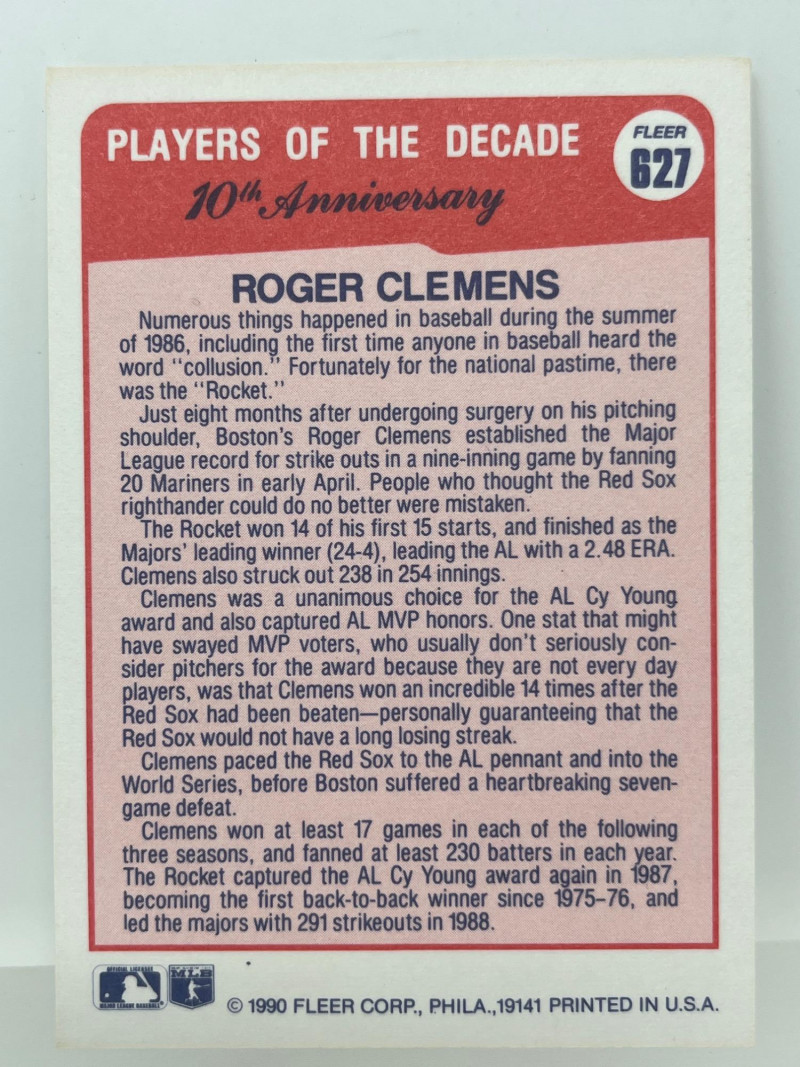 PLAYERS OF THE DECADE
10th Anniversary
FLEER
627
ROGER CLEMENS
Numerous things happened in baseball during the summer
of 1986, including the first time anyone in baseball heard the
word "collusion." Fortunately for the national pastime, there
was the "Rocket."
Just eight months after undergoing surgery on his pitching
shoulder, Boston's Roger Clemens established the Major
League record for strike outs in a nine-inning game by fanning
20 Mariners in early April. People who thought the Red Sox
righthander could do no better were mistaken.
The Rocket won 14 of his first 15 starts, and finished as the
Majors' leading winner (24-4), leading the AL with a 2.48 ERA.
Clemens also struck out 238 in 254 innings.
Clemens was a unanimous choice for the AL Cy Young
award and also captured AL MVP honors. One stat that might
have swayed MVP voters, who usually don't seriously con-
sider pitchers for the award because they are not every day
players, was that Clemens won an incredible 14 times after the
Red Sox had been beaten—personally guaranteeing that the
Red Sox would not have a long losing streak.
Clemens paced the Red Sox to the AL pennant and into the
World Series, before Boston suffered a heartbreaking seven-
game defeat.
Clemens won at least 17 games in each of the following
three seasons, and fanned at least 230 batters in each year.
The Rocket captured the AL Cy Young award again in 1987,
becoming the first back-to-back winner since 1975-76, and
led the majors with 291 strikeouts in 1988.
OFFICIAL LICENSEE
MAJOR LEAGUE BASEBALL
MLB
© 1990 FLEER CORP., PHILA.,19141 PRINTED IN U.S.A.